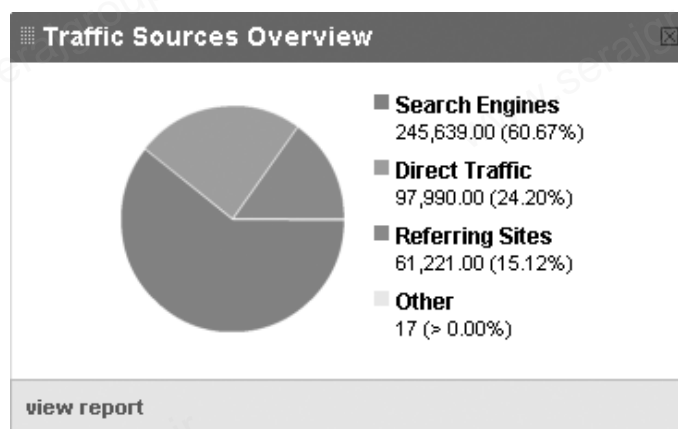 Traffic Sources Overview
Search Engines
245,639.00 (60.67%)
Direct Traffic
97,990.00 (24.20%)
Referring Sites
61,221.00 (15.12%)
Other
17 (> 0.00%)
view report